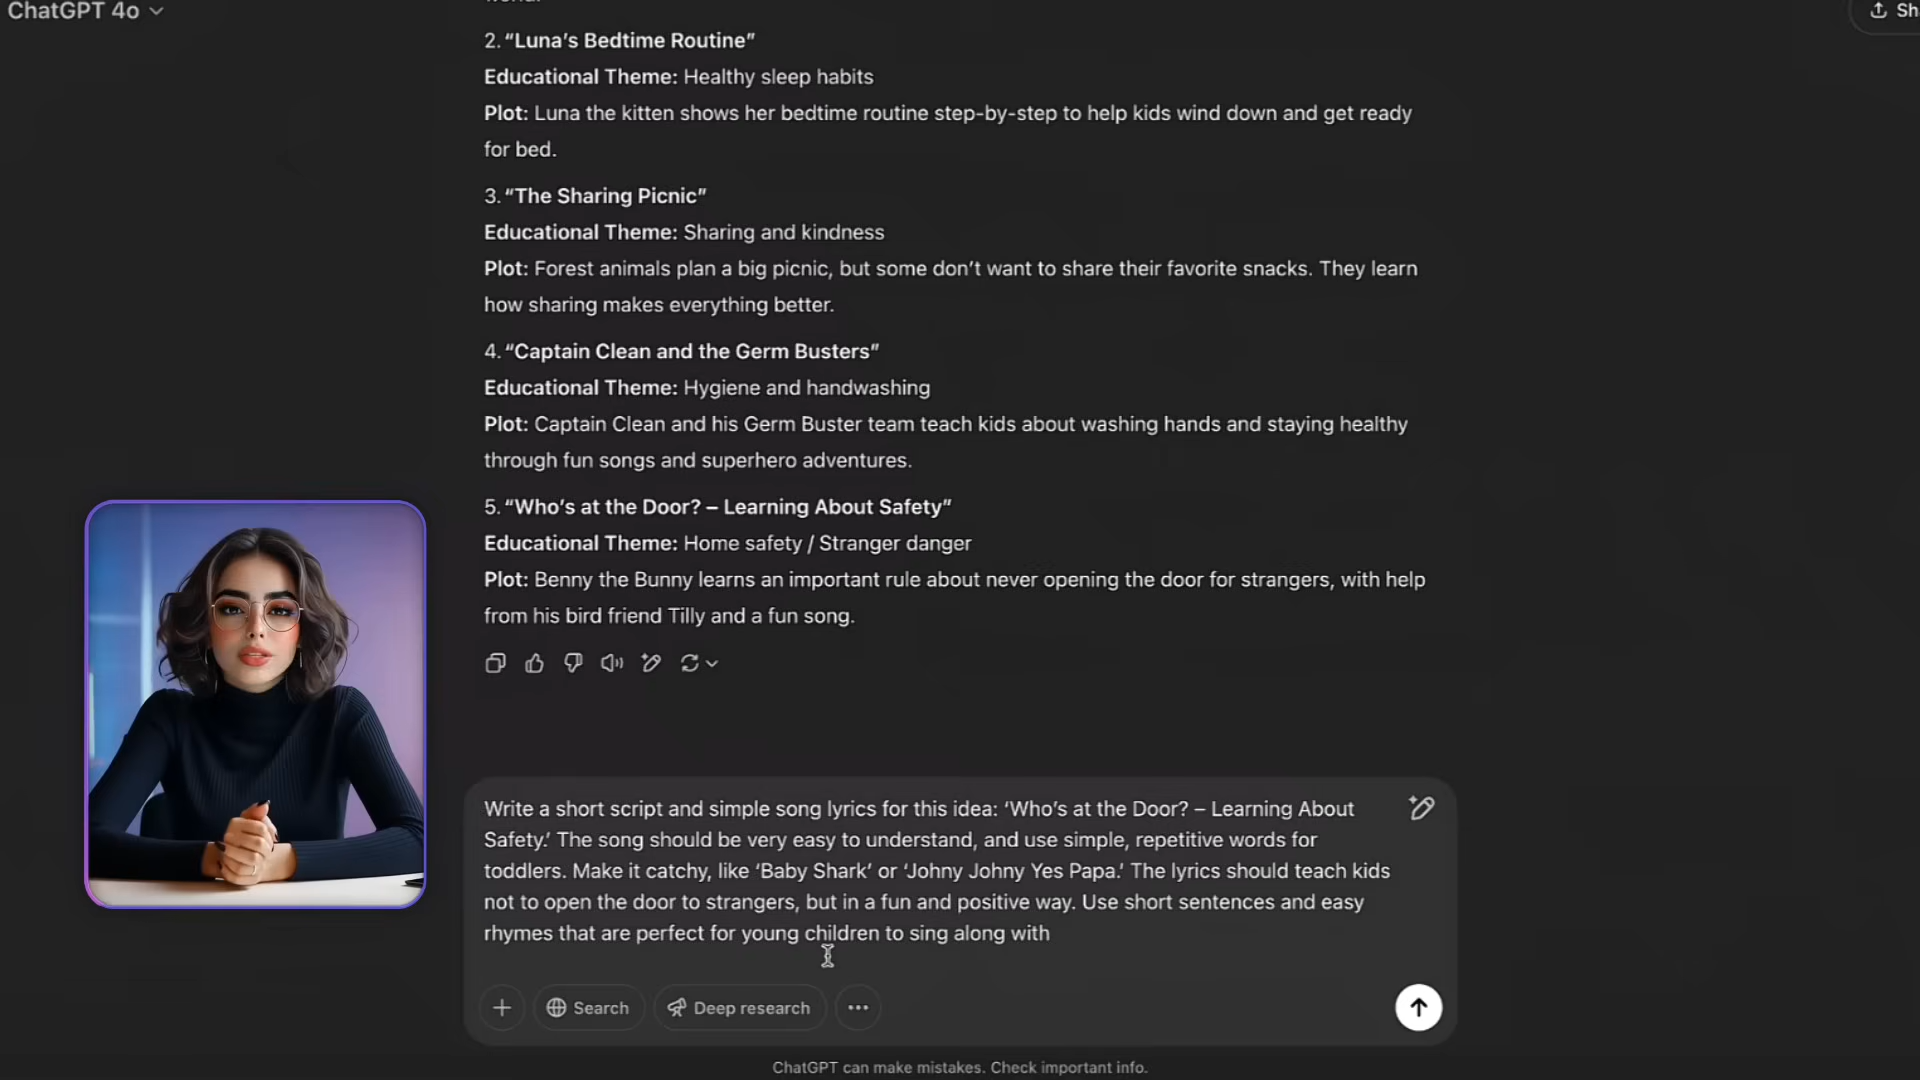 ChatGPT 4o
2. “Luna’s Bedtime Routine”
Educational Theme: Healthy sleep habits
Plot: Luna the kitten shows her bedtime routine step-by-step to help kids wind down and get ready
for bed.
3. “The Sharing Picnic”
Educational Theme: Sharing and kindness
Plot: Forest animals plan a big picnic, but some don’t want to share their favorite snacks. They learn
how sharing makes everything better.
4. “Captain Clean and the Germ Busters”
Educational Theme: Hygiene and handwashing
Plot: Captain Clean and his Germ Buster team teach kids about washing hands and staying healthy
through fun songs and superhero adventures.
5. “Who’s at the Door? – Learning About Safety”
Educational Theme: Home safety / Stranger danger
Plot: Benny the Bunny learns an important rule about never opening the door for strangers, with help
from his bird friend Tilly and a fun song.
Write a short script and simple song lyrics for this idea: ‘Who’s at the Door? – Learning About
Safety.’ The song should be very easy to understand, and use simple, repetitive words for
toddlers. Make it catchy, like ‘Baby Shark’ or ‘Johny Johny Yes Papa.’ The lyrics should teach kids
not to open the door to strangers, but in a fun and positive way. Use short sentences and easy
rhymes that are perfect for young children to sing along with
Search
Deep research
ChatGPT can make mistakes. Check important info.